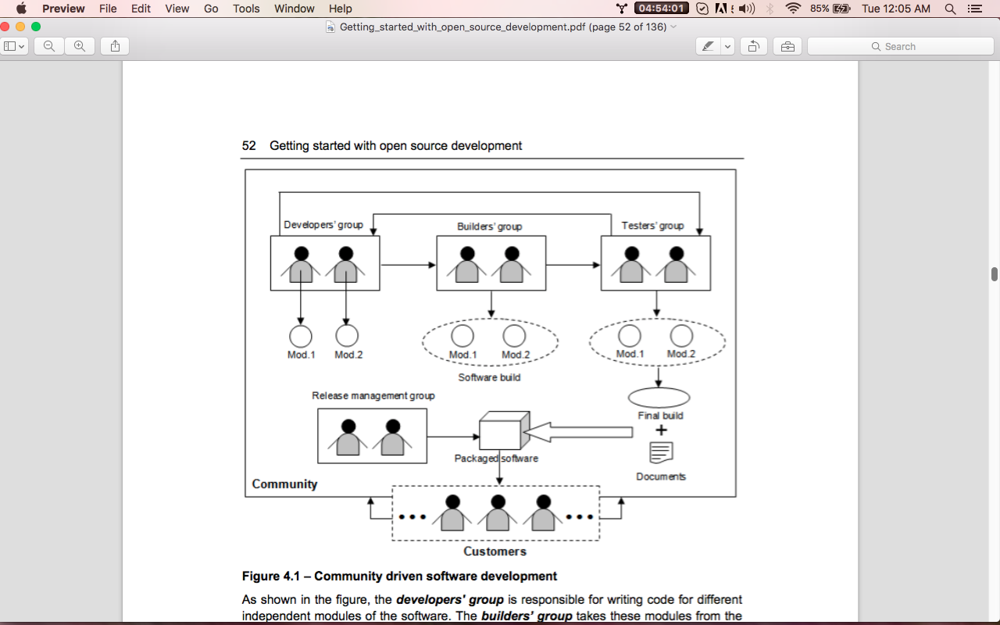 Preview File Edit View Go Tools Window Help 04:54:01 85% Tue 12:05 AM
Getting_started_with_open_source_development.pdf (page 52 of 136)
Search
52 Getting started with open source development
Developers' group Builders' group Testers' group
Mod.1 Mod.2 Mod.1 Mod.2 Mod.1 Mod.2
Software build
Release management group
Final build
+
Packaged software
Documents
Community
Customers
Figure 4.1 – Community driven software development
As shown in the figure, the developers' group is responsible for writing code for different
independent modules of the software. The builders' group takes these modules from the